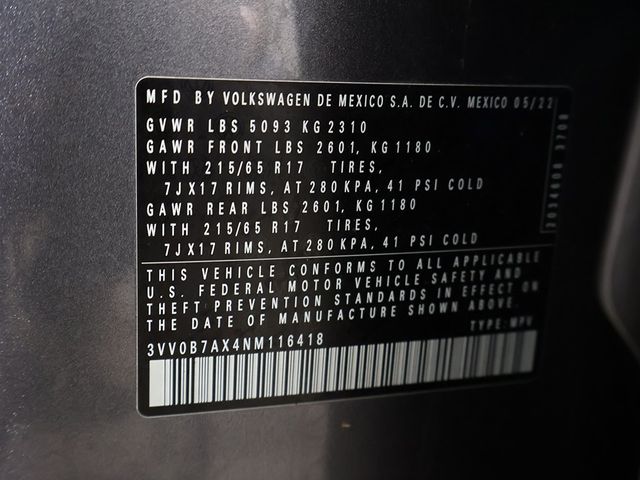 MFD BY VOLKSWAGEN DE MEXICO S.A. DE C.V. MEXICO 05/22
GVWR LBS 5093 KG 2310
GAWR FRONT LBS 2601, KG 1180
WITH 215/65 R17 TIRES,
7JX17 RIMS, AT 280 KPA, 41 PSI COLD
GAWR REAR LBS 2601, KG 1180
WITH 215/65 R17 TIRES,
7JX17 RIMS, AT 280 KPA, 41 PSI COLD
THIS VEHICLE CONFORMS TO ALL APPLICABLE
U.S. FEDERAL MOTOR VEHICLE SAFETY AND
THEFT PREVENTION STANDARDS IN EFFECT ON
THE DATE OF MANUFACTURE SHOWN ABOVE.
3VV0B7AX4NM116418 TYPE: MPV